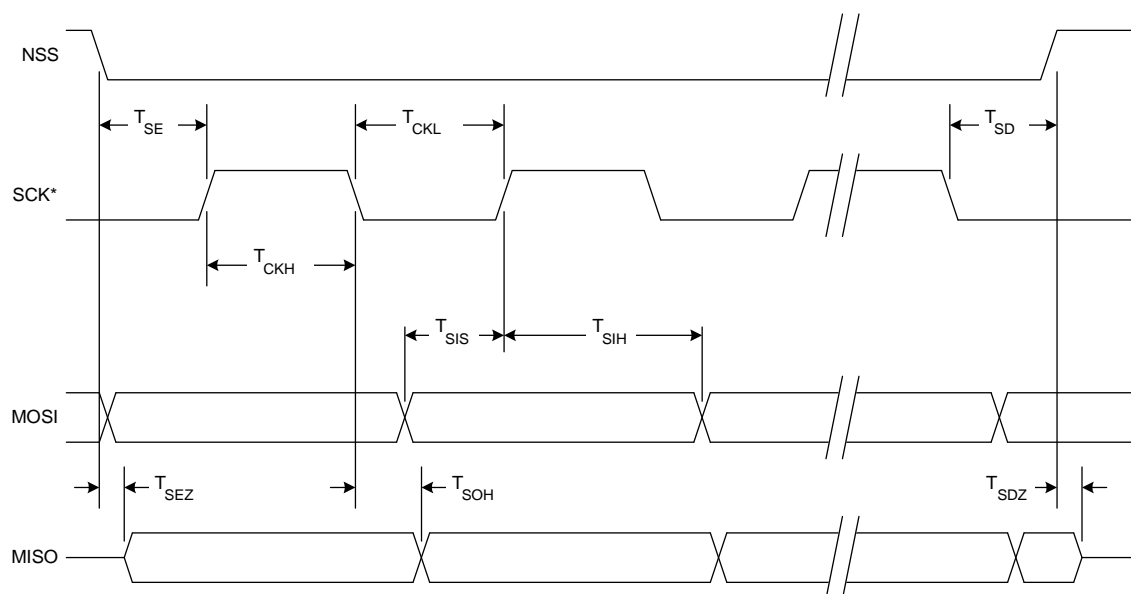 NSS
T_SE
T_CKL
T_SD
SCK*
T_CKH
T_SIS
T_SIH
MOSI
T_SEZ
T_SOH
T_SDZ
MISO